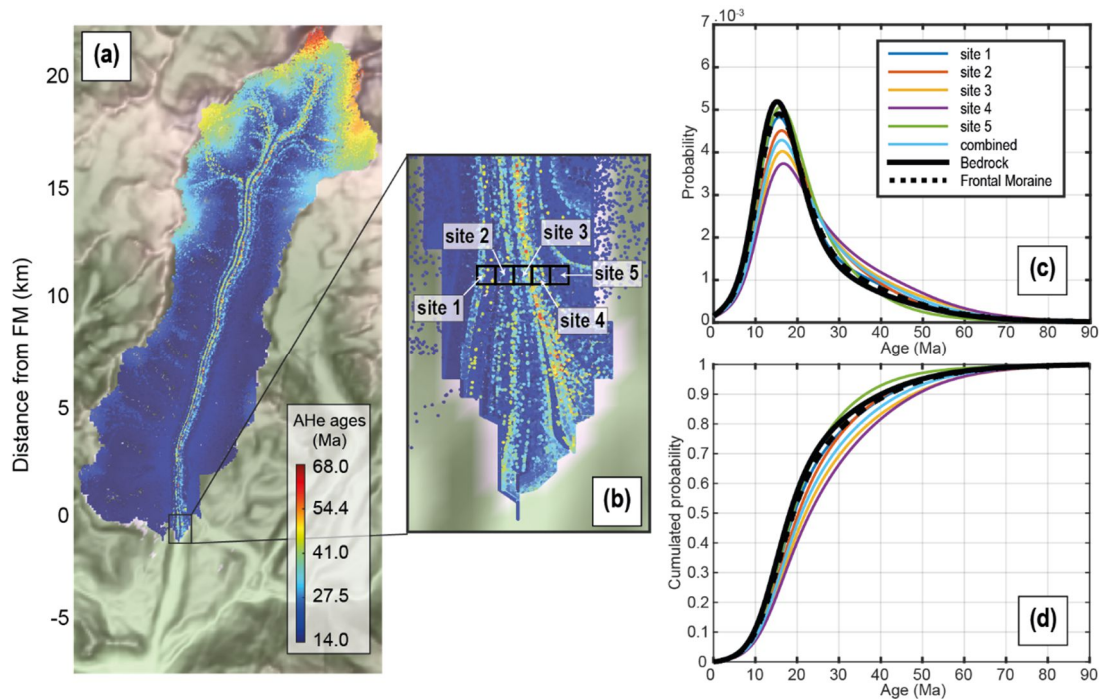 (a)
20
15
10
5
0
-5
Distance from FM (km)
AHe ages
(Ma)
68.0
54.4
41.0
27.5
14.0
site 2
site 3
site 1
site 5
site 4
(b)
7 .10-3
6
5
4
3
2
1
0
Probability
site 1
site 2
site 3
site 4
site 5
combined
Bedrock
Frontal Moraine
(c)
0 10 20 30 40 50 60 70 80 90
Age (Ma)
1
0.9
0.8
0.7
0.6
0.5
0.4
0.3
0.2
0.1
0
Cumulated probability
(d)
0 10 20 30 40 50 60 70 80 90
Age (Ma)